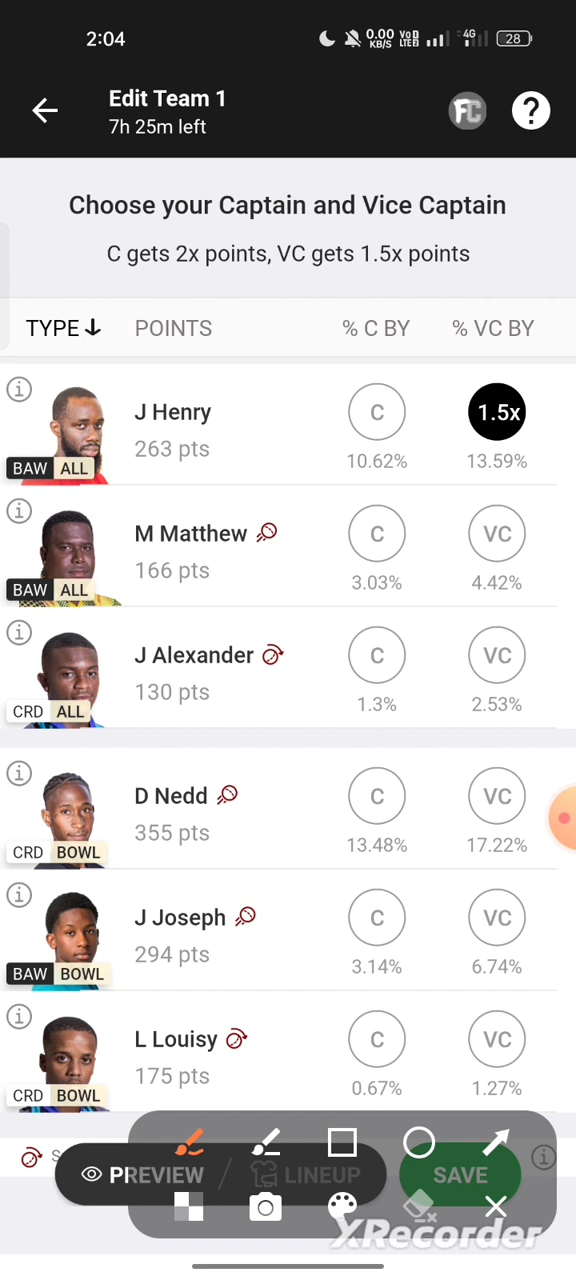 2:04 0.00 KB/S Vo LTE2 4G 28
Edit Team 1
7h 25m left
FC ?
Choose your Captain and Vice Captain
C gets 2x points, VC gets 1.5x points
TYPE POINTS % C BY % VC BY
J Henry C 1.5x
263 pts
BAW ALL 10.62% 13.59%
M Matthew C VC
166 pts
BAW ALL 3.03% 4.42%
J Alexander C VC
130 pts
CRD ALL 1.3% 2.53%
D Nedd C VC
355 pts
CRD BOWL 13.48% 17.22%
J Joseph C VC
294 pts
BAW BOWL 3.14% 6.74%
L Louisy C VC
175 pts
CRD BOWL 0.67% 1.27%
PREVIEW / LINEUP SAVE
XRecorder